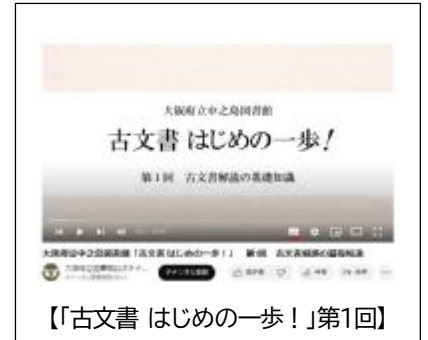 大阪府立中之島図書館
古文書 はじめの一歩!
第1回 古文書解読の基礎知識
大阪府立中之島図書館「古文書はじめの一歩!」 第1回 古文書解読の基礎知識
チャンネル登録
【「古文書 はじめの一歩!」第1回】